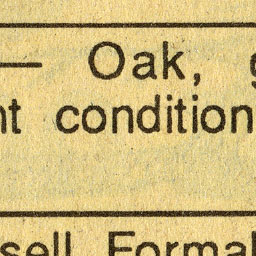 — Oak,
nt condition
sell Formal